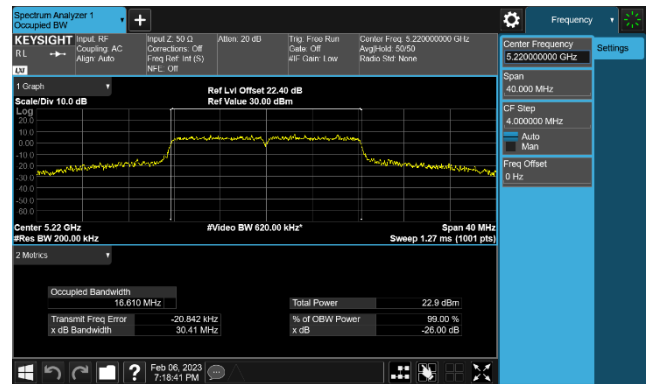 Spectrum Analyzer 1
Occupied BW
Frequency
KEYSIGHT
RL
LXI
Input: RF
Coupling: AC
Align: Auto
Input Z: 50 Ω
Corrections: Off
Freq Ref: Int (S)
NFE: Off
Atten: 20 dB
Trig: Free Run
Gate: Off
#IF Gain: Low
Center Freq: 5.220000000 GHz
Avg|Hold: 50/50
Radio Std: None
Center Frequency
5.220000000 GHz
Settings
Span
40.000 MHz
CF Step
4.000000 MHz
Auto
Man
Freq Offset
0 Hz
1 Graph
Scale/Div 10.0 dB
Ref Lvl Offset 22.40 dB
Ref Value 30.00 dBm
Log
20.0
10.0
0.00
-10.0
-20.0
-30.0
-40.0
-50.0
-60.0
Center 5.22 GHz
#Res BW 200.00 kHz
#Video BW 620.00 kHz*
Span 40 MHz
Sweep 1.27 ms (1001 pts)
2 Metrics
Occupied Bandwidth
16.610 MHz
Total Power 22.9 dBm
Transmit Freq Error -20.842 kHz
% of OBW Power 99.00 %
x dB Bandwidth 30.41 MHz
x dB -26.00 dB
?
Feb 06, 2023
7:18:41 PM